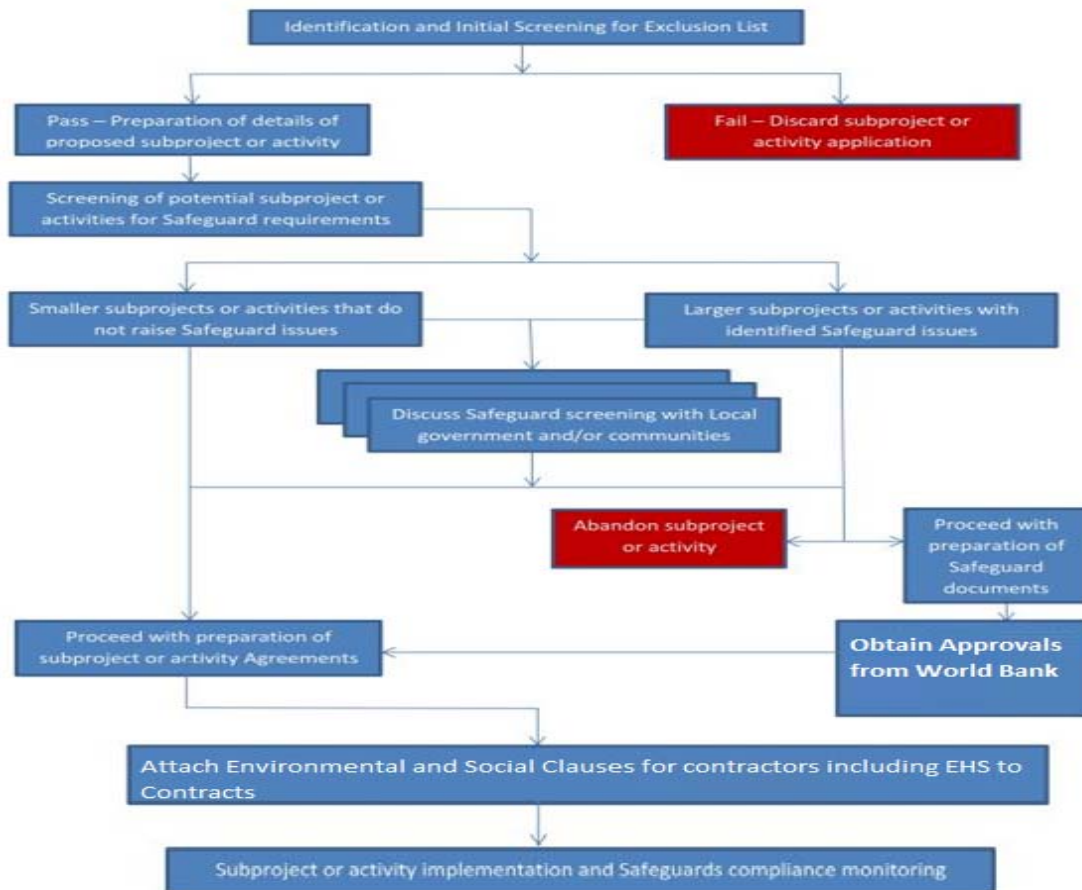 Identification and Initial Screening for Exclusion List
Pass – Preparation of details of
proposed subproject or activity
Fail – Discard subproject or
activity application
Screening of potential subproject or
activities for Safeguard requirements
Smaller subprojects or activities that do
not raise Safeguard issues
Larger subprojects or activities with
identified Safeguard issues
Discuss Safeguard screening with Local
government and/or communities
Abandon subproject
or activity
Proceed with
preparation of
Safeguard
documents
Proceed with preparation of
subproject or activity Agreements
Obtain Approvals
from World Bank
Attach Environmental and Social Clauses for contractors including EHS to
Contracts
Subproject or activity implementation and Safeguards compliance monitoring